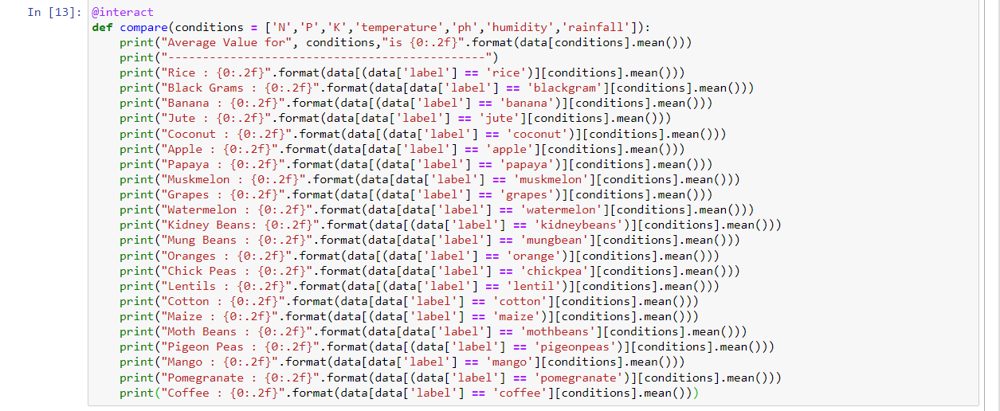 In [13]: @interact
def compare(conditions = ['N','P','K','temperature','ph','humidity','rainfall']):
    print("Average Value for", conditions,"is {0:.2f}".format(data[conditions].mean()))
    print("----------------------------------------------")
    print("Rice : {0:.2f}".format(data[(data['label'] == 'rice')][conditions].mean()))
    print("Black Grams : {0:.2f}".format(data[data['label'] == 'blackgram'][conditions].mean()))
    print("Banana : {0:.2f}".format(data[(data['label'] == 'banana')][conditions].mean()))
    print("Jute : {0:.2f}".format(data[data['label'] == 'jute'][conditions].mean()))
    print("Coconut : {0:.2f}".format(data[(data['label'] == 'coconut')][conditions].mean()))
    print("Apple : {0:.2f}".format(data[data['label'] == 'apple'][conditions].mean()))
    print("Papaya : {0:.2f}".format(data[(data['label'] == 'papaya')][conditions].mean()))
    print("Muskmelon : {0:.2f}".format(data[data['label'] == 'muskmelon'][conditions].mean()))
    print("Grapes : {0:.2f}".format(data[(data['label'] == 'grapes')][conditions].mean()))
    print("Watermelon : {0:.2f}".format(data[data['label'] == 'watermelon'][conditions].mean()))
    print("Kidney Beans: {0:.2f}".format(data[(data['label'] == 'kidneybeans')][conditions].mean()))
    print("Mung Beans : {0:.2f}".format(data[data['label'] == 'mungbean'][conditions].mean()))
    print("Oranges : {0:.2f}".format(data[(data['label'] == 'orange')][conditions].mean()))
    print("Chick Peas : {0:.2f}".format(data[data['label'] == 'chickpea'][conditions].mean()))
    print("Lentils : {0:.2f}".format(data[(data['label'] == 'lentil')][conditions].mean()))
    print("Cotton : {0:.2f}".format(data[data['label'] == 'cotton'][conditions].mean()))
    print("Maize : {0:.2f}".format(data[(data['label'] == 'maize')][conditions].mean()))
    print("Moth Beans : {0:.2f}".format(data[data['label'] == 'mothbeans'][conditions].mean()))
    print("Pigeon Peas : {0:.2f}".format(data[(data['label'] == 'pigeonpeas')][conditions].mean()))
    print("Mango : {0:.2f}".format(data[data['label'] == 'mango'][conditions].mean()))
    print("Pomegranate : {0:.2f}".format(data[(data['label'] == 'pomegranate')][conditions].mean()))
    print("Coffee : {0:.2f}".format(data[data['label'] == 'coffee'][conditions].mean()))